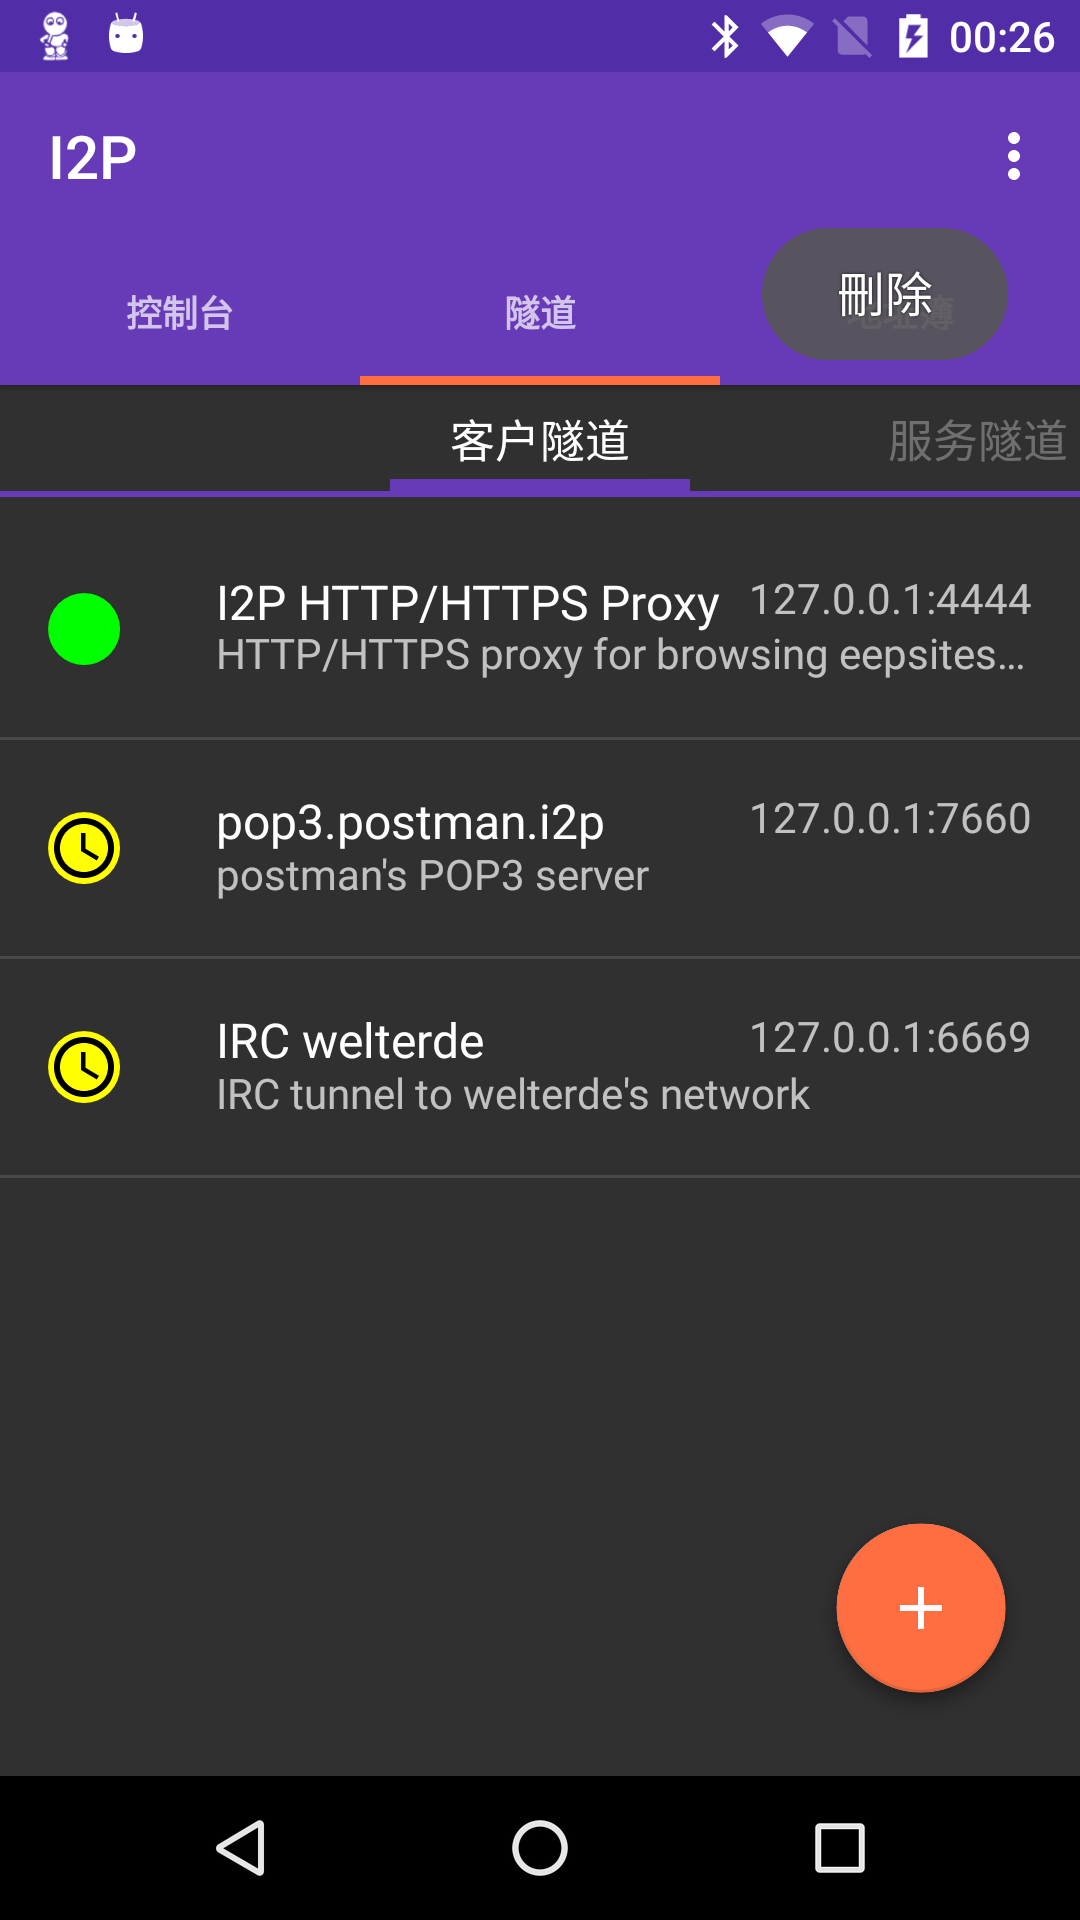 00:26
I2P
控制台
隧道
刪除
客户隧道
服务隧道
I2P HTTP/HTTPS Proxy
127.0.0.1:4444
HTTP/HTTPS proxy for browsing eepsites…
pop3.postman.i2p
127.0.0.1:7660
postman's POP3 server
IRC welterde
127.0.0.1:6669
IRC tunnel to welterde's network